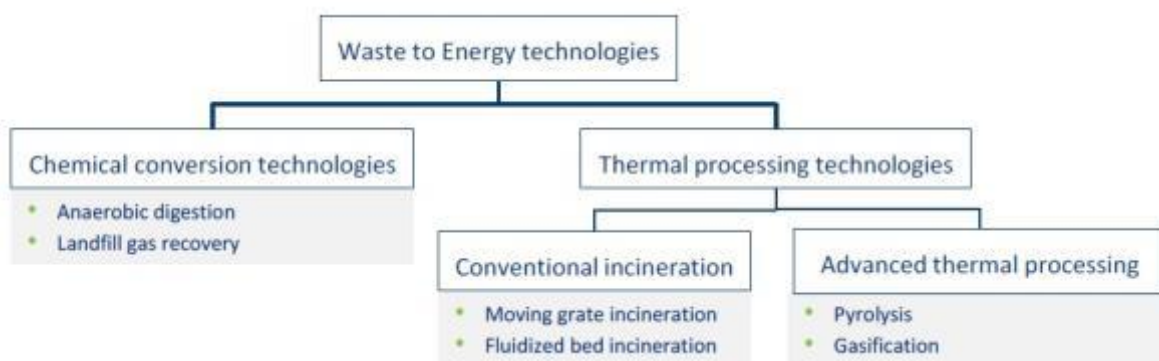 Waste to Energy technologies
Chemical conversion technologies
• Anaerobic digestion
• Landfill gas recovery
Thermal processing technologies
Conventional incineration
• Moving grate incineration
• Fluidized bed incineration
Advanced thermal processing
• Pyrolysis
• Gasification